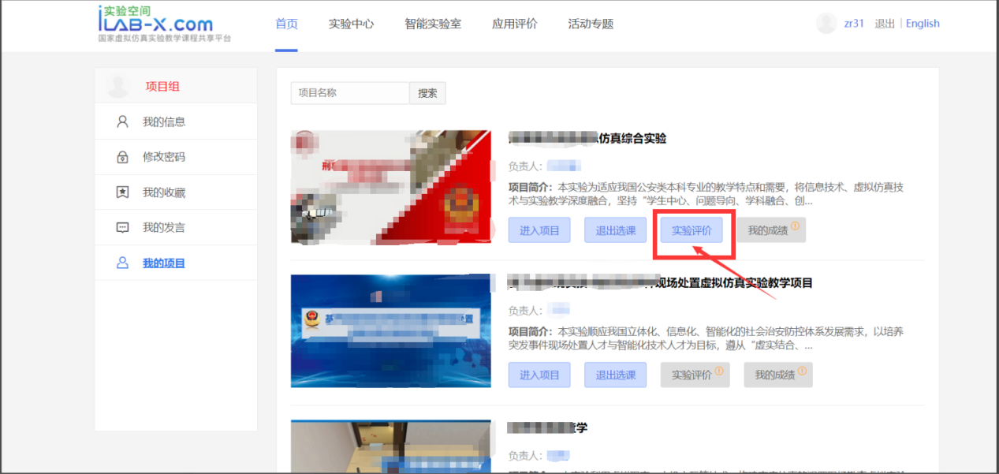 实验空间
iLAB-X.com
国家虚拟仿真实验教学课程共享平台
首页 实验中心 智能实验室 应用评价 活动专题
zr31 退出 | English
项目组
我的信息
修改密码
我的收藏
我的发言
我的项目
项目名称 搜索
仿真综合实验
负责人：
项目简介：本实验为适应我国公安类本科专业的教学特点和需要，将信息技术、虚拟仿真技
术与实验教学深度融合，坚持“学生中心、问题导向、学科融合、创...
进入项目 退出选课 实验评价 我的成绩
现场处置虚拟仿真实验教学项目
负责人：
项目简介：本实验顺应我国立体化、信息化、智能化的社会治安防控体系发展需求，以培养
突发事件现场处置人才与智能化技术人才为目标，遵从“虚实结合、...
进入项目 退出选课 实验评价 我的成绩
学
负责人：